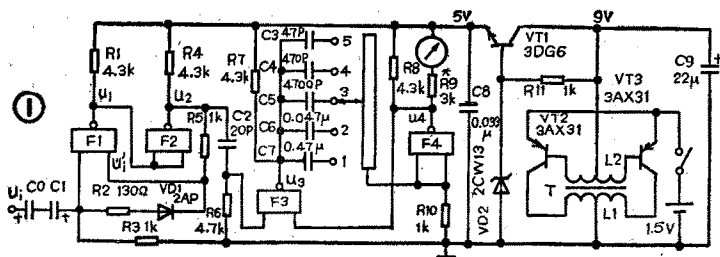 ①
R1
4.3k
R4
4.3k
R7
4.3k
C3 47P 5
C4 470P 4
C5 4700P 3
C6 0.047μ 2
C7 0.47μ 1
R8
4.3k
*
R9
3k
5V
VT1
3DG6
9V
C9
22μ
C8
0.039μ
R11 1k
VT3
3AX31
VT2
3AX31
u1
u2
R5 1k
C2
20P
u4
F1
u1'
F2
F3
u3
F4
2CW13
VD2
T
L2
L1
1.5V
ui C0 C1
R2 130Ω
VD1
2AP
R3 1k
R6
4.7k
R10
1k